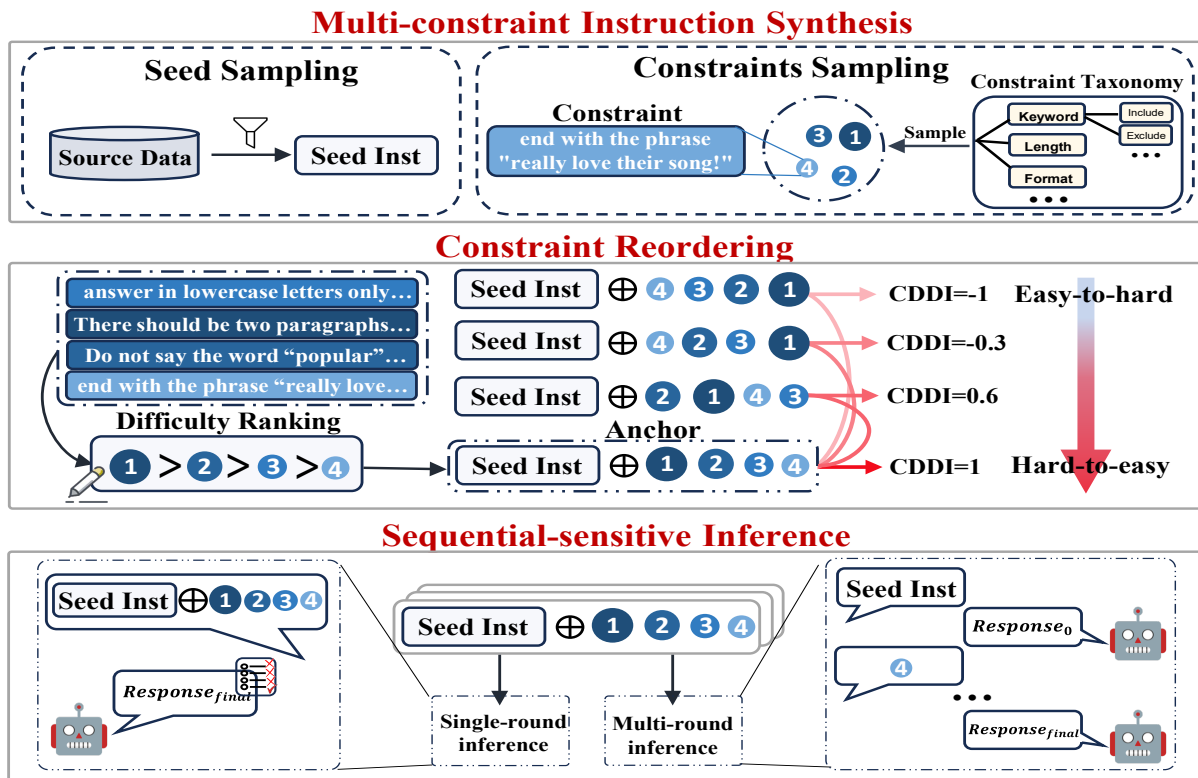 Multi-constraint Instruction Synthesis
Seed Sampling
Source Data
Seed Inst
Constraints Sampling
Constraint
end with the phrase
"really love their song!"
3 1
4 2
Sample
Constraint Taxonomy
Keyword
Include
Exclude
Length
Format
Constraint Reordering
answer in lowercase letters only…
There should be two paragraphs…
Do not say the word “popular”…
end with the phrase “really love…
Difficulty Ranking
1 > 2 > 3 > 4
Seed Inst ⊕ 4 3 2 1 CDDI=-1
Seed Inst ⊕ 4 2 3 1 CDDI=-0.3
Seed Inst ⊕ 2 1 4 3 CDDI=0.6
Anchor
Seed Inst ⊕ 1 2 3 4 CDDI=1
Easy-to-hard
Hard-to-easy
Sequential-sensitive Inference
Seed Inst ⊕ 1 2 3 4
Response_final
Seed Inst ⊕ 1 2 3 4
Single-round
inference
Multi-round
inference
Seed Inst
Response_0
4
Response_final